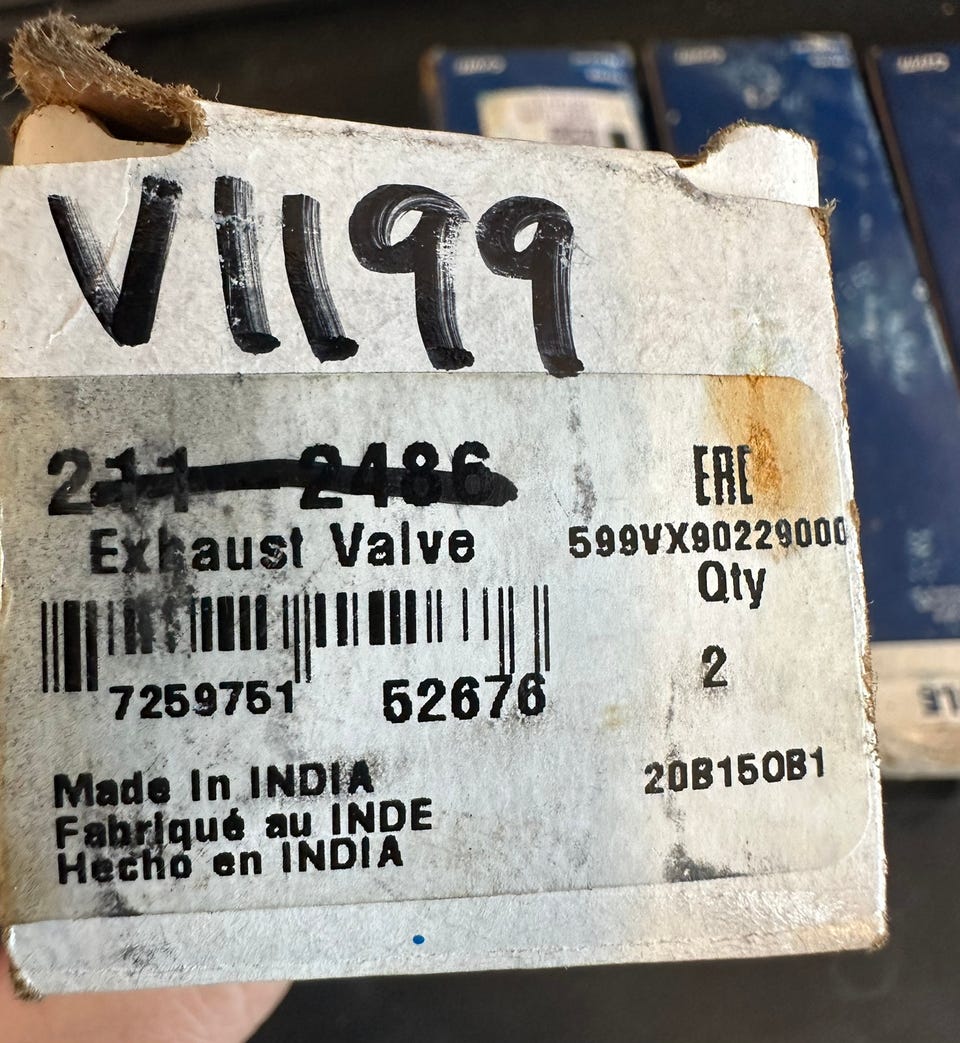 V1199
211 2486
EAC
Exhaust Valve
599VX90229000
Qty
2
7259751 52676
20B150B1
Made In INDIA
Fabriqué au INDE
Hecho en INDIA